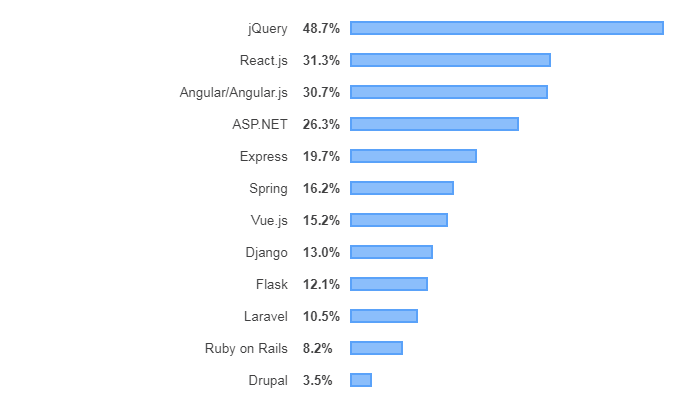 jQuery 48.7%
React.js 31.3%
Angular/Angular.js 30.7%
ASP.NET 26.3%
Express 19.7%
Spring 16.2%
Vue.js 15.2%
Django 13.0%
Flask 12.1%
Laravel 10.5%
Ruby on Rails 8.2%
Drupal 3.5%